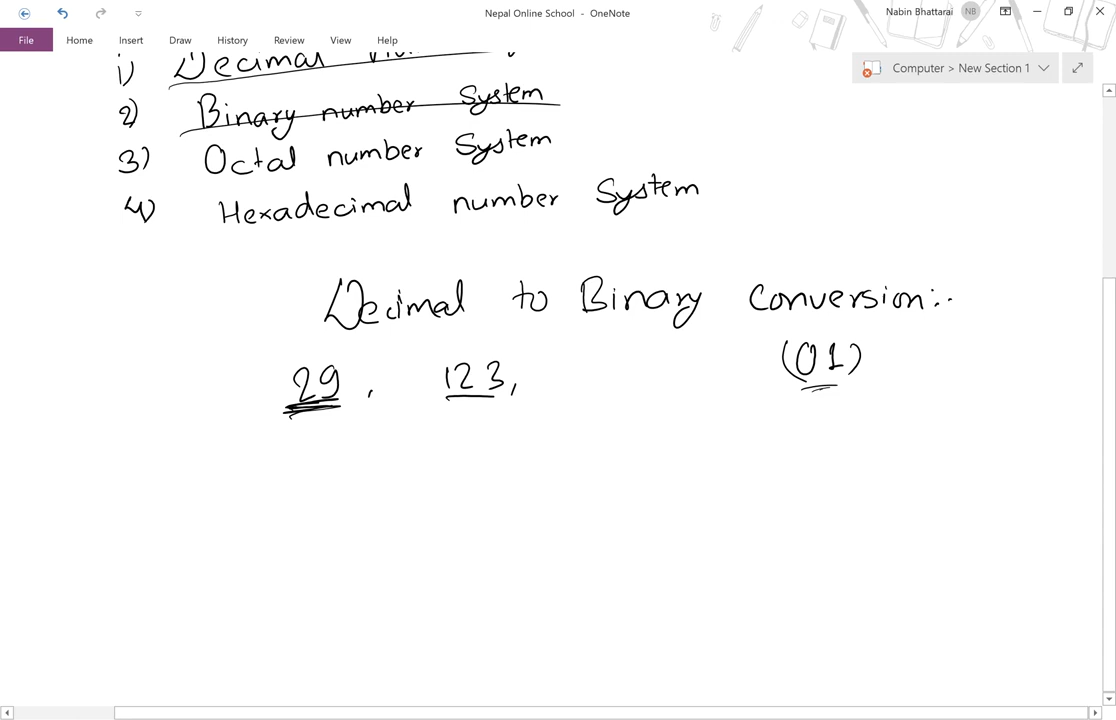 Nepal Online School - OneNote
Nabin Bhattarai NB
File Home Insert Draw History Review View Help
Computer > New Section 1
1) Decimal
2) Binary number System
3) Octal number System
4) Hexadecimal number System
Decimal to Binary Conversion:-
(01)
29, 123,